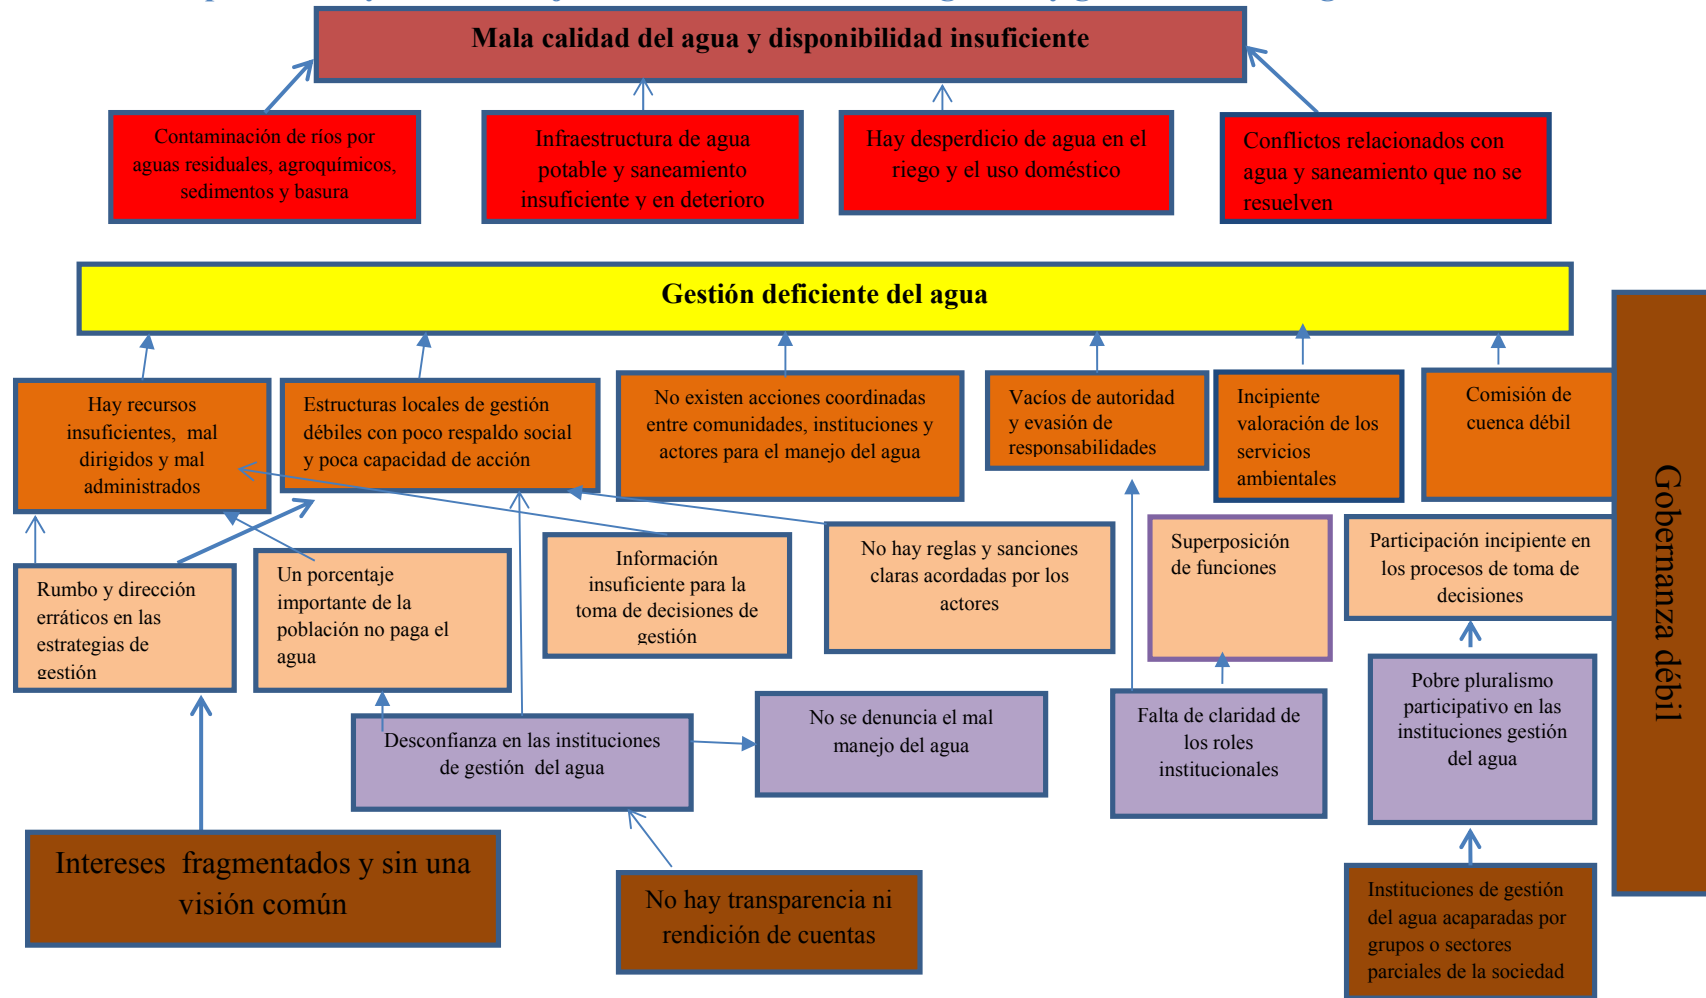 Mala calidad del agua y disponibilidad insuficiente
Contaminación de ríos por
aguas residuales, agroquímicos,
sedimentos y basura
Infraestructura de agua
potable y saneamiento
insuficiente y en deterioro
Hay desperdicio de agua en el
riego y el uso doméstico
Conflictos relacionados con
agua y saneamiento que no se
resuelven
Gestión deficiente del agua
Hay recursos
insuficientes, mal
dirigidos y mal
administrados
Estructuras locales de gestión
débiles con poco respaldo social
y poca capacidad de acción
No existen acciones coordinadas
entre comunidades, instituciones y
actores para el manejo del agua
Vacíos de autoridad
y evasión de
responsabilidades
Incipiente
valoración de los
servicios
ambientales
Comisión de
cuenca débil
Gobernanza débil
Rumbo y dirección
erráticos en las
estrategias de
gestión
Un porcentaje
importante de la
población no paga el
agua
Información
insuficiente para la
toma de decisiones de
gestión
No hay reglas y sanciones
claras acordadas por los
actores
Superposición
de funciones
Participación incipiente en
los procesos de toma de
decisiones
Desconfianza en las instituciones
de gestión del agua
No se denuncia el mal
manejo del agua
Falta de claridad de
los roles
institucionales
Pobre pluralismo
participativo en las
instituciones gestión
del agua
Intereses fragmentados y sin una
visión común
No hay transparencia ni
rendición de cuentas
Instituciones de gestión
del agua acaparadas por
grupos o sectores
parciales de la sociedad